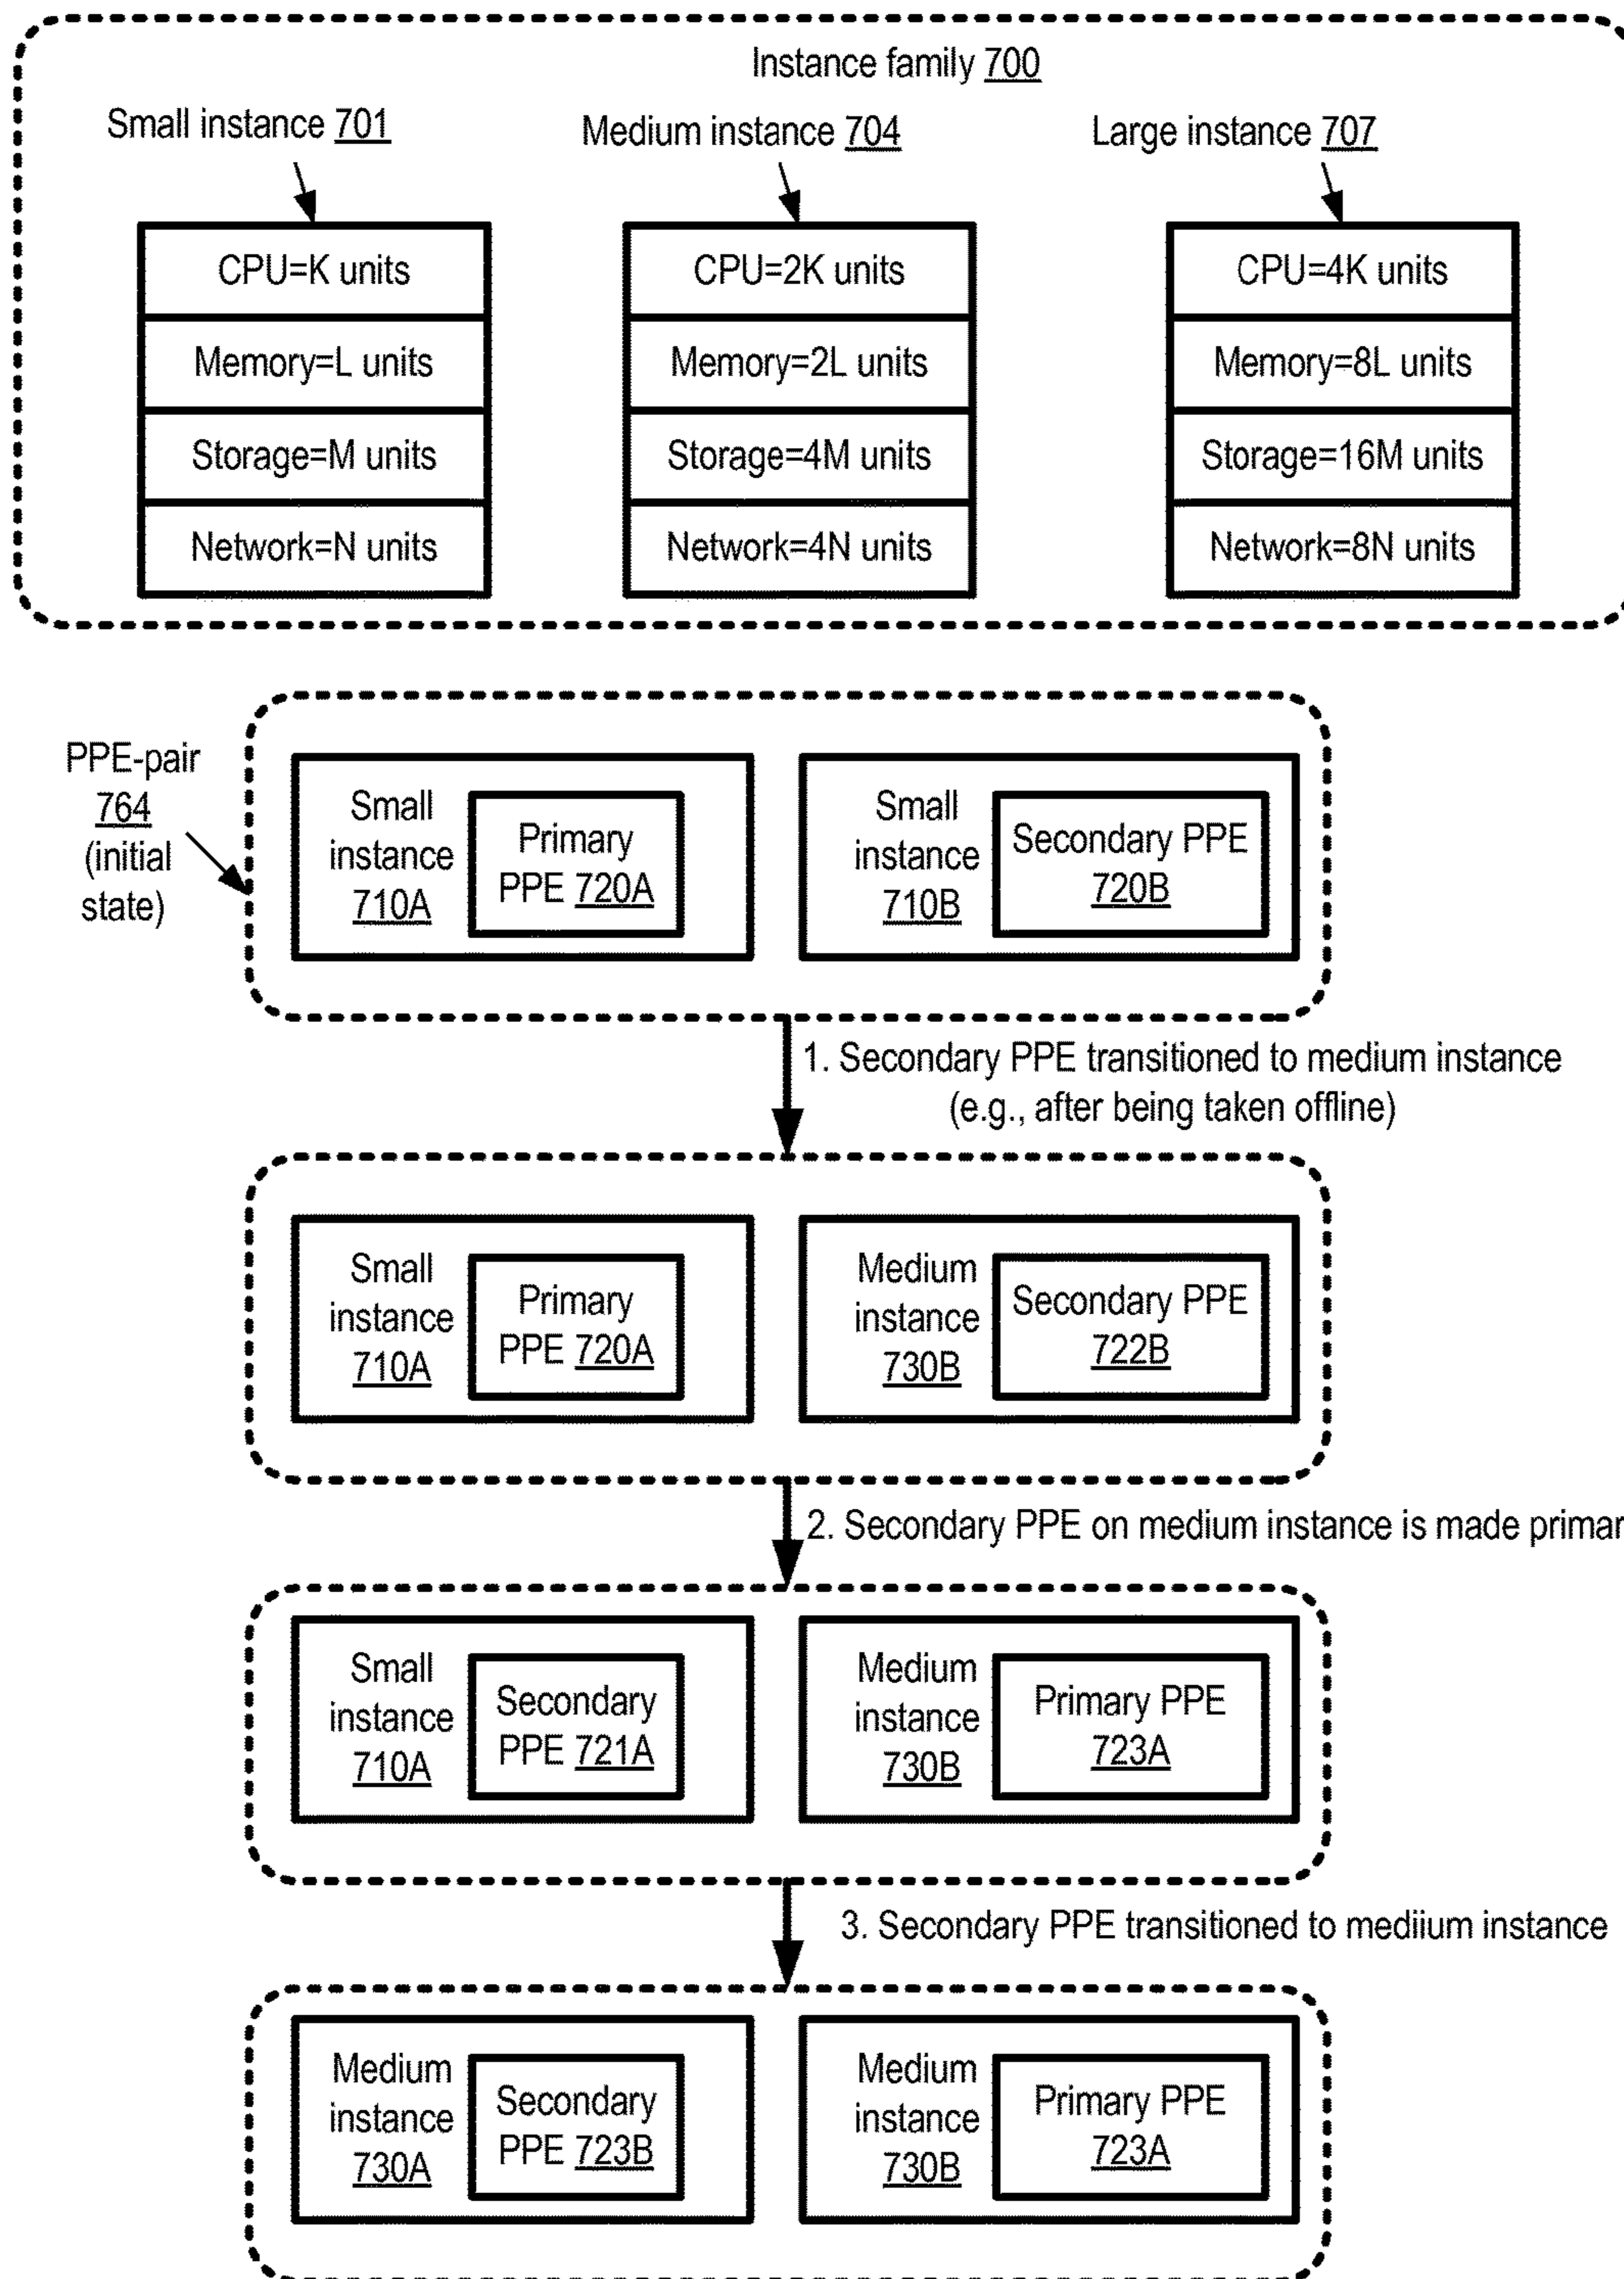 Instance family 700
Small instance 701
Medium instance 704
Large instance 707
CPU=K units
Memory=L units
Storage=M units
Network=N units
CPU=2K units
Memory=2L units
Storage=4M units
Network=4N units
CPU=4K units
Memory=8L units
Storage=16M units
Network=8N units
PPE-pair
764
(initial
state)
Small
instance
710A
Primary
PPE 720A
Small
instance
710B
Secondary PPE
720B
1. Secondary PPE transitioned to medium instance
(e.g., after being taken offline)
Small
instance
710A
Primary
PPE 720A
Medium
instance
730B
Secondary PPE
722B
2. Secondary PPE on medium instance is made primar
Small
instance
710A
Secondary
PPE 721A
Medium
instance
730B
Primary PPE
723A
3. Secondary PPE transitioned to mediium instance
Medium
instance
730A
Secondary
PPE 723B
Medium
instance
730B
Primary PPE
723A